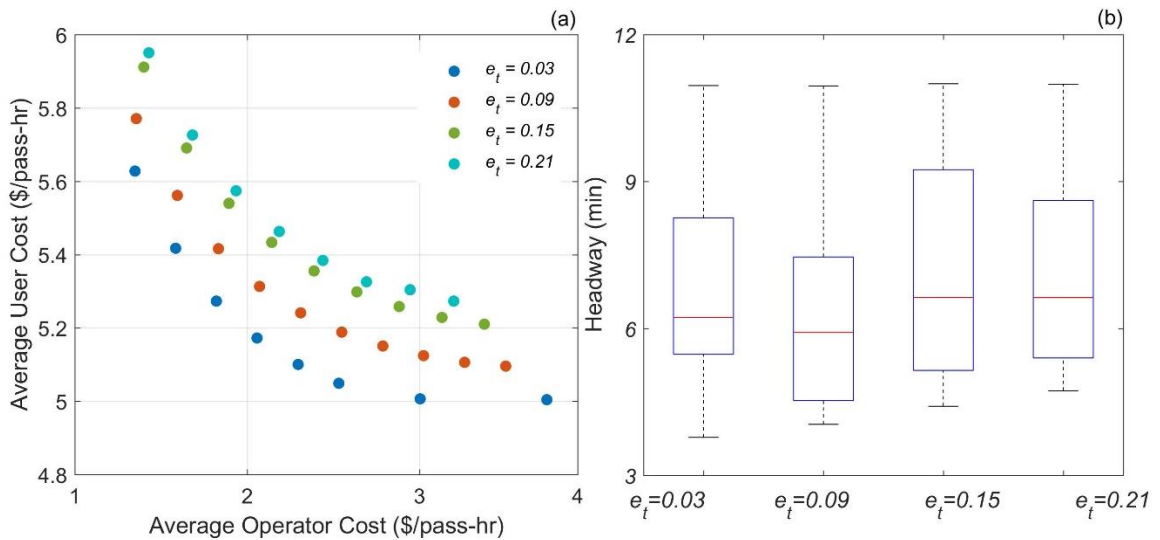 (a)
6
5.8
5.6
5.4
5.2
5
4.8
1
2
3
4
Average User Cost ($/pass-hr)
Average Operator Cost ($/pass-hr)
e_t = 0.03
e_t = 0.09
e_t = 0.15
e_t = 0.21
(b)
12
9
6
3
Headway (min)
e_t=0.03
e_t=0.09
e_t=0.15
e_t=0.21